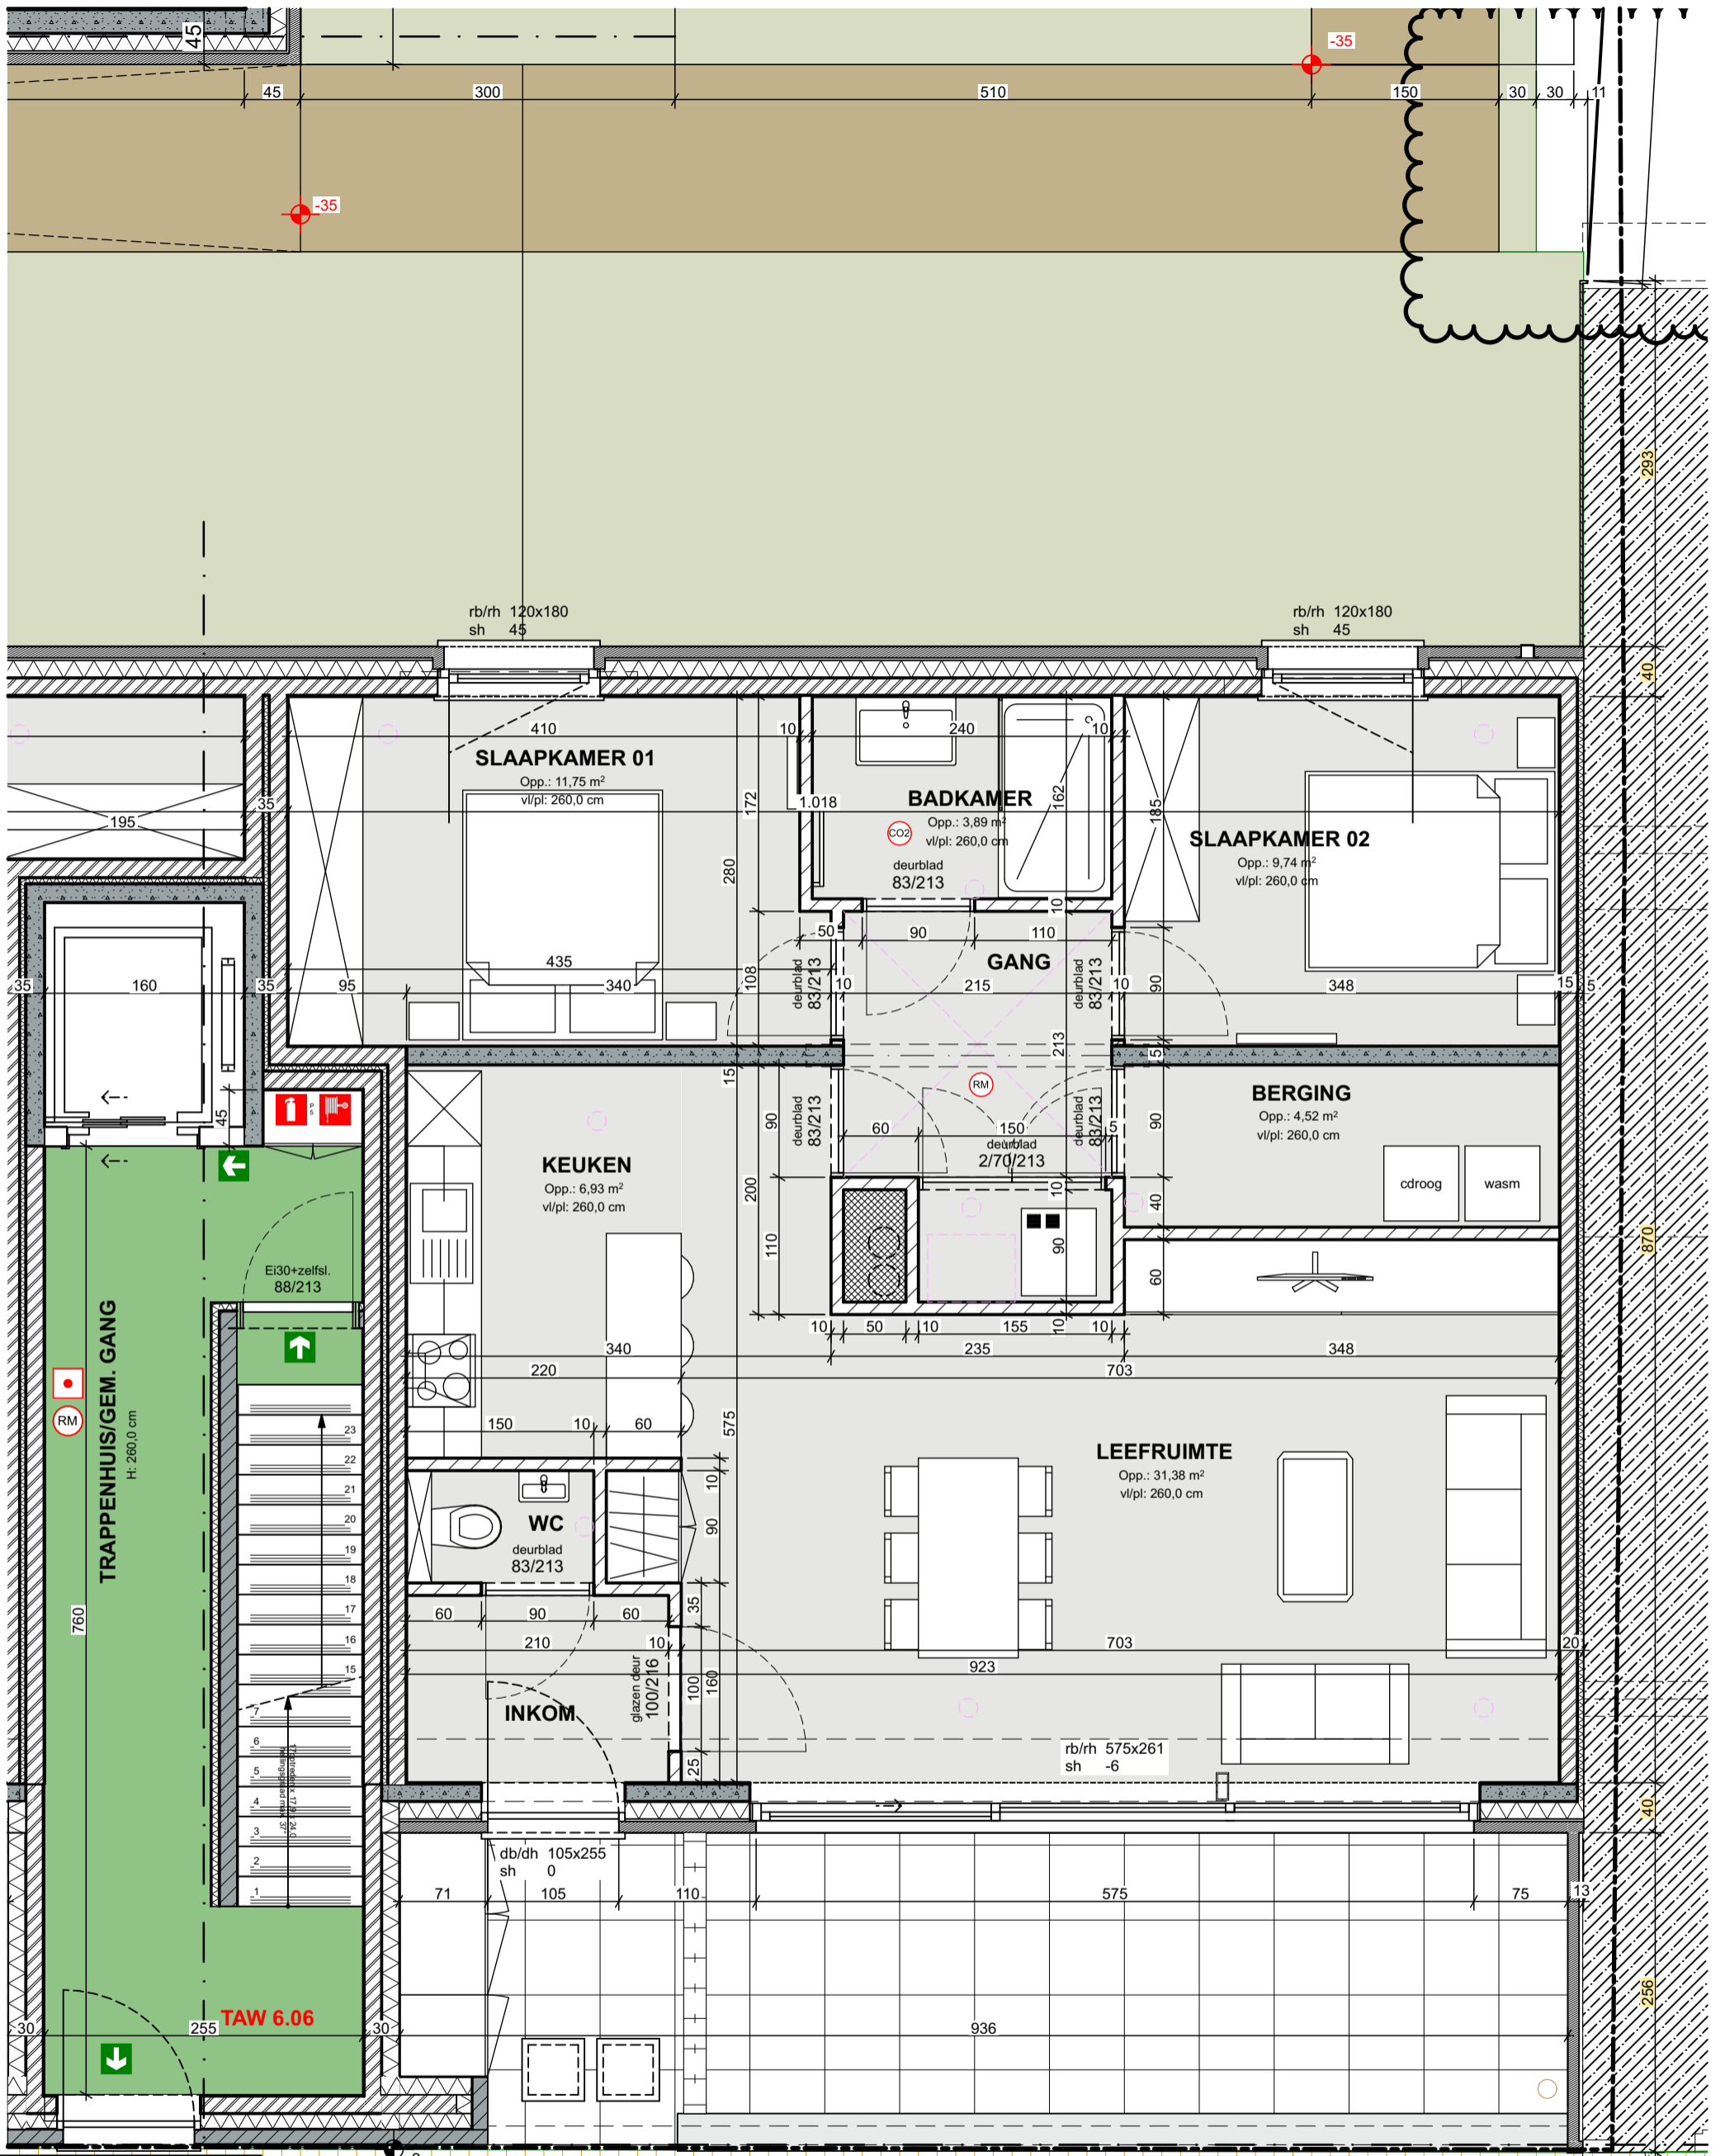 45
-35
45 300 510 150 30 30 11
-35
293
rb/rh 120x180
sh 45
rb/rh 120x180
sh 45
40
410 10 240 10
SLAAPKAMER 01
Opp.: 11,75 m²
vl/pl: 260,0 cm
35
195
172
1.018
280
BADKAMER
Opp.: 3,89 m²
vl/pl: 260,0 cm
CO2
162
deurblad
83/213
185
SLAAPKAMER 02
Opp.: 9,74 m²
vl/pl: 260,0 cm
10
50 90 110
GANG
435
deurblad
83/213
108
deurblad
83/213
90
35 160 35 95 340 10 215 10 348 15 5
213
15
5
RM
45
BERGING
Opp.: 4,52 m²
vl/pl: 260,0 cm
90
deurblad
83/213
60 150 5
deurblad
2/70/213
deurblad
83/213
90
KEUKEN
Opp.: 6,93 m²
vl/pl: 260,0 cm
200
10
40
cdroog
wasm
110
90
60
870
Ei30+zelfsl.
88/213
TRAPPENHUIS/GEM. GANG
H: 260,0 cm
RM
10 50 10 155 10 10
340 235 348
220 703
150 10 60
575
LEEFRUIMTE
Opp.: 31,38 m²
vl/pl: 260,0 cm
10
90
WC
deurblad
83/213
23
22
21
20
19
18
17
16
15
7
6
5
4
3
2
1
760
60 90 60
35
210 10 703 20
923
glazen deur
100/216
100
160
INKOM
25
rb/rh 575x261
sh -6
40
db/dh 105x255
sh 0
71 105 110 575 75 13
256
TAW 6.06
30 255 30 936